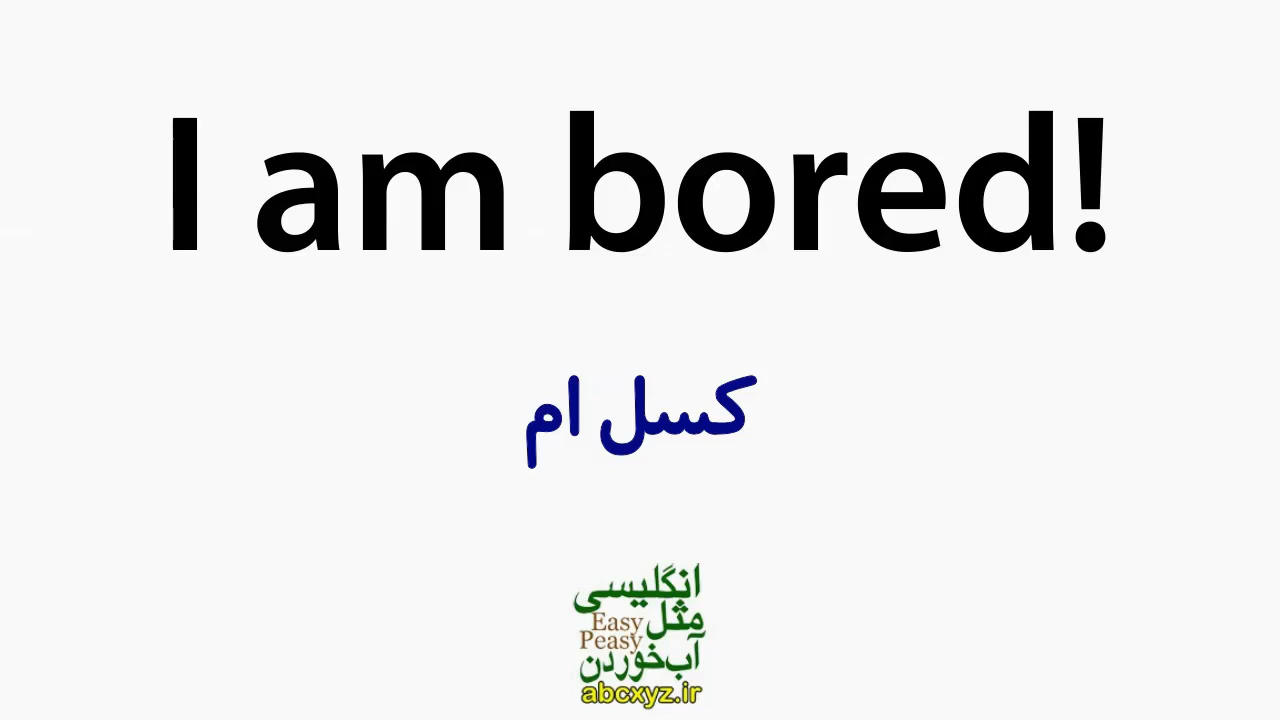 I am bored!
کسل ام
انگلیسی
مثل Easy
Peasy
آب‌خوردن
abcxyz.ir